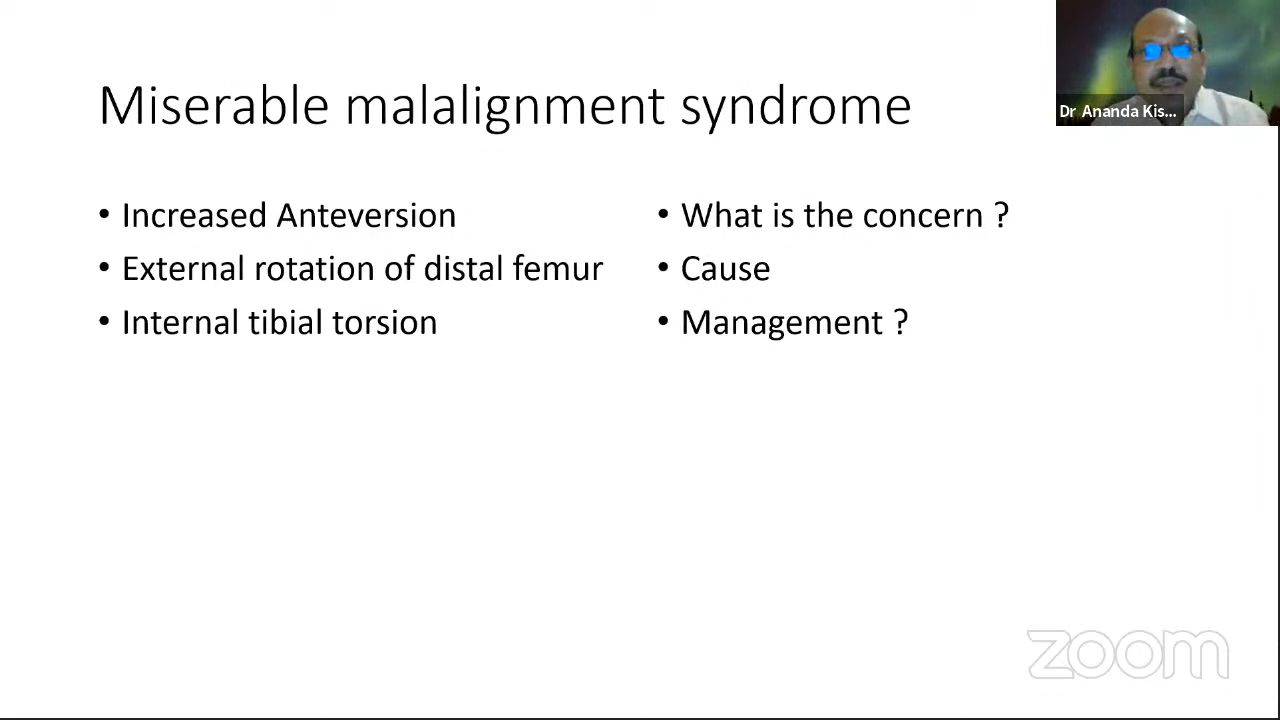 Miserable malalignment syndrome
Dr Ananda Kis...
• Increased Anteversion
• External rotation of distal femur
• Internal tibial torsion
• What is the concern ?
• Cause
• Management ?
zoom